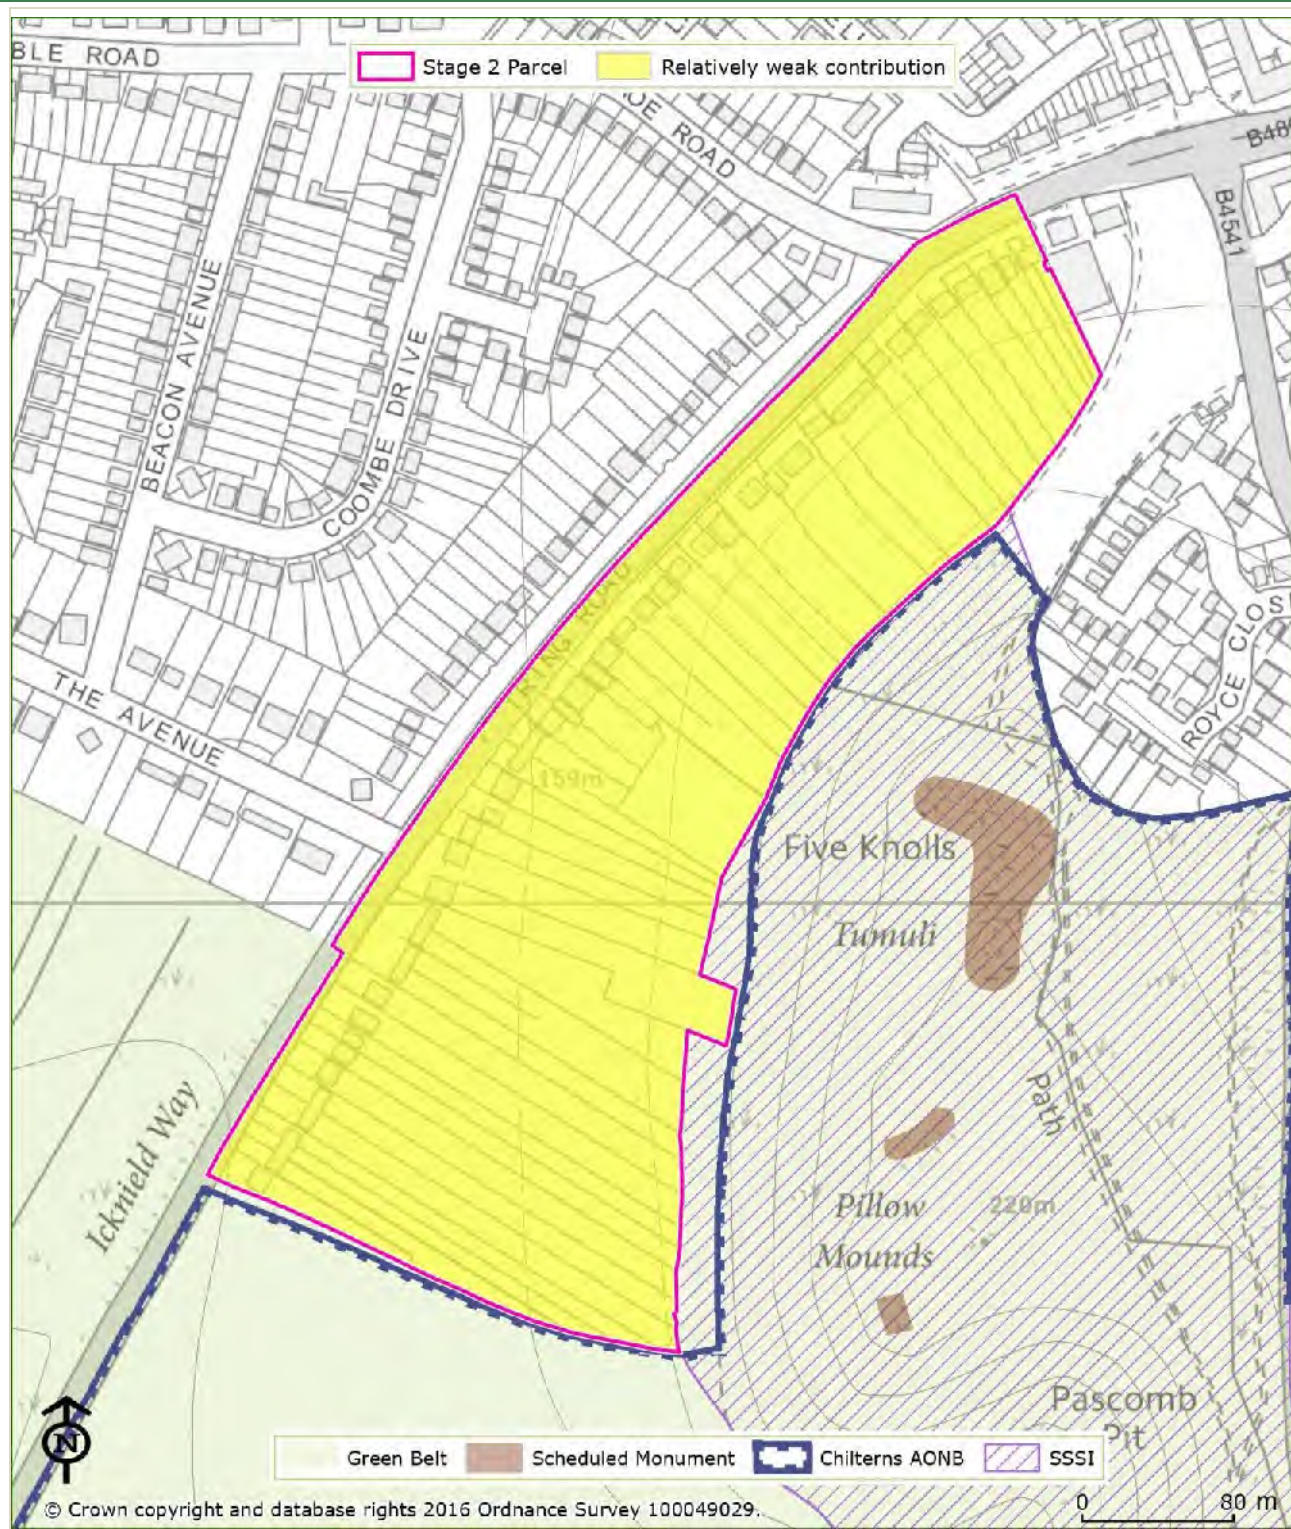 BLE ROAD
Stage 2 Parcel
Relatively weak contribution
OE ROAD
B4541
BEACON AVENUE
COOMBE DRIVE
ROYCE CLOS
THE AVENUE
159m
Five Knolls
Tumuli
Path
Icknield Way
Pillow
Mounds
220m
Pascomb
Pit
N
Green Belt
Scheduled Monument
Chilterns AONB
SSSI
© Crown copyright and database rights 2016 Ordnance Survey 100049029.
0
80 m